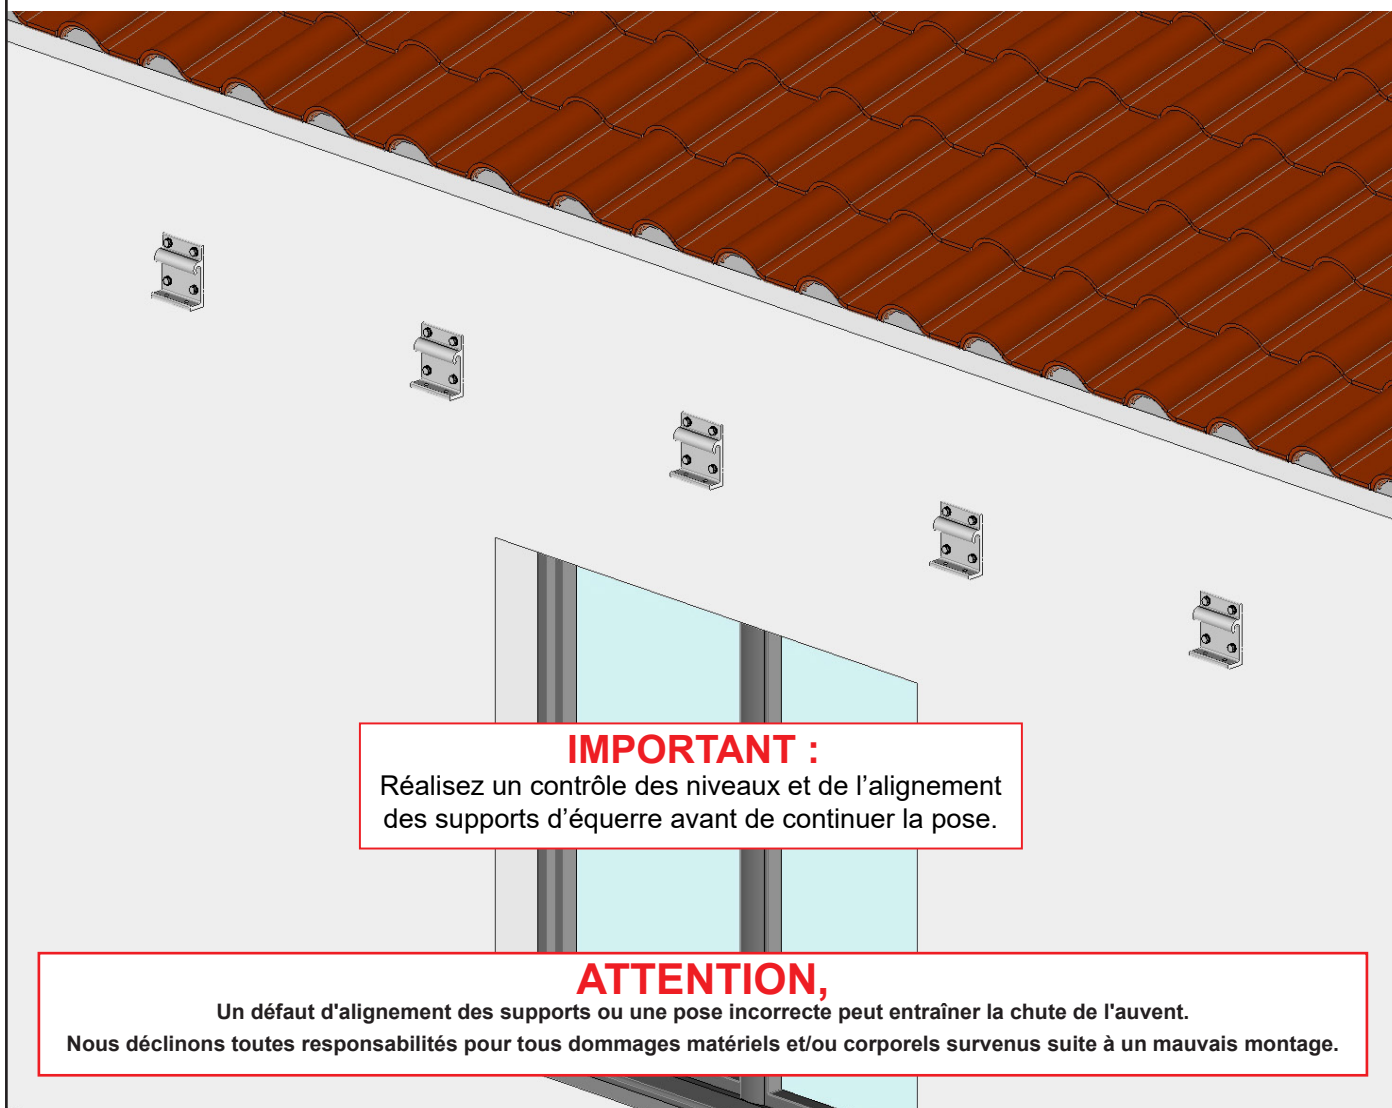 IMPORTANT :
Réalisez un contrôle des niveaux et de l’alignement
des supports d’équerre avant de continuer la pose.
ATTENTION,
Un défaut d'alignement des supports ou une pose incorrecte peut entraîner la chute de l'auvent.
Nous déclinons toutes responsabilités pour tous dommages matériels et/ou corporels survenus suite à un mauvais montage.